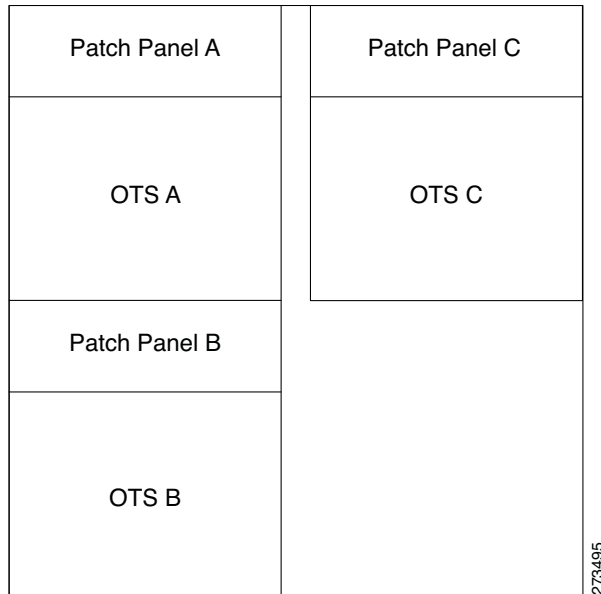 Patch Panel A
Patch Panel C
OTS A
OTS C
Patch Panel B
OTS B
273495